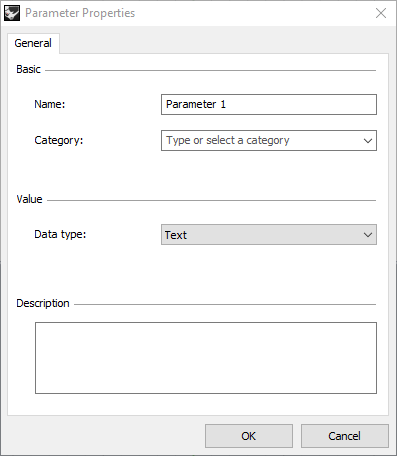 Parameter Properties
General
Basic
Name:
Parameter 1
Category:
Type or select a category
Value
Data type:
Text
Description
OK
Cancel